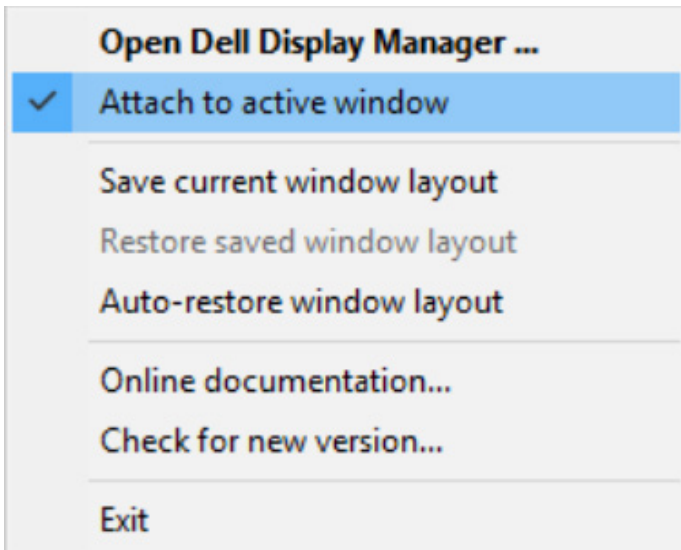 Open Dell Display Manager ...
Attach to active window
Save current window layout
Restore saved window layout
Auto-restore window layout
Online documentation...
Check for new version...
Exit